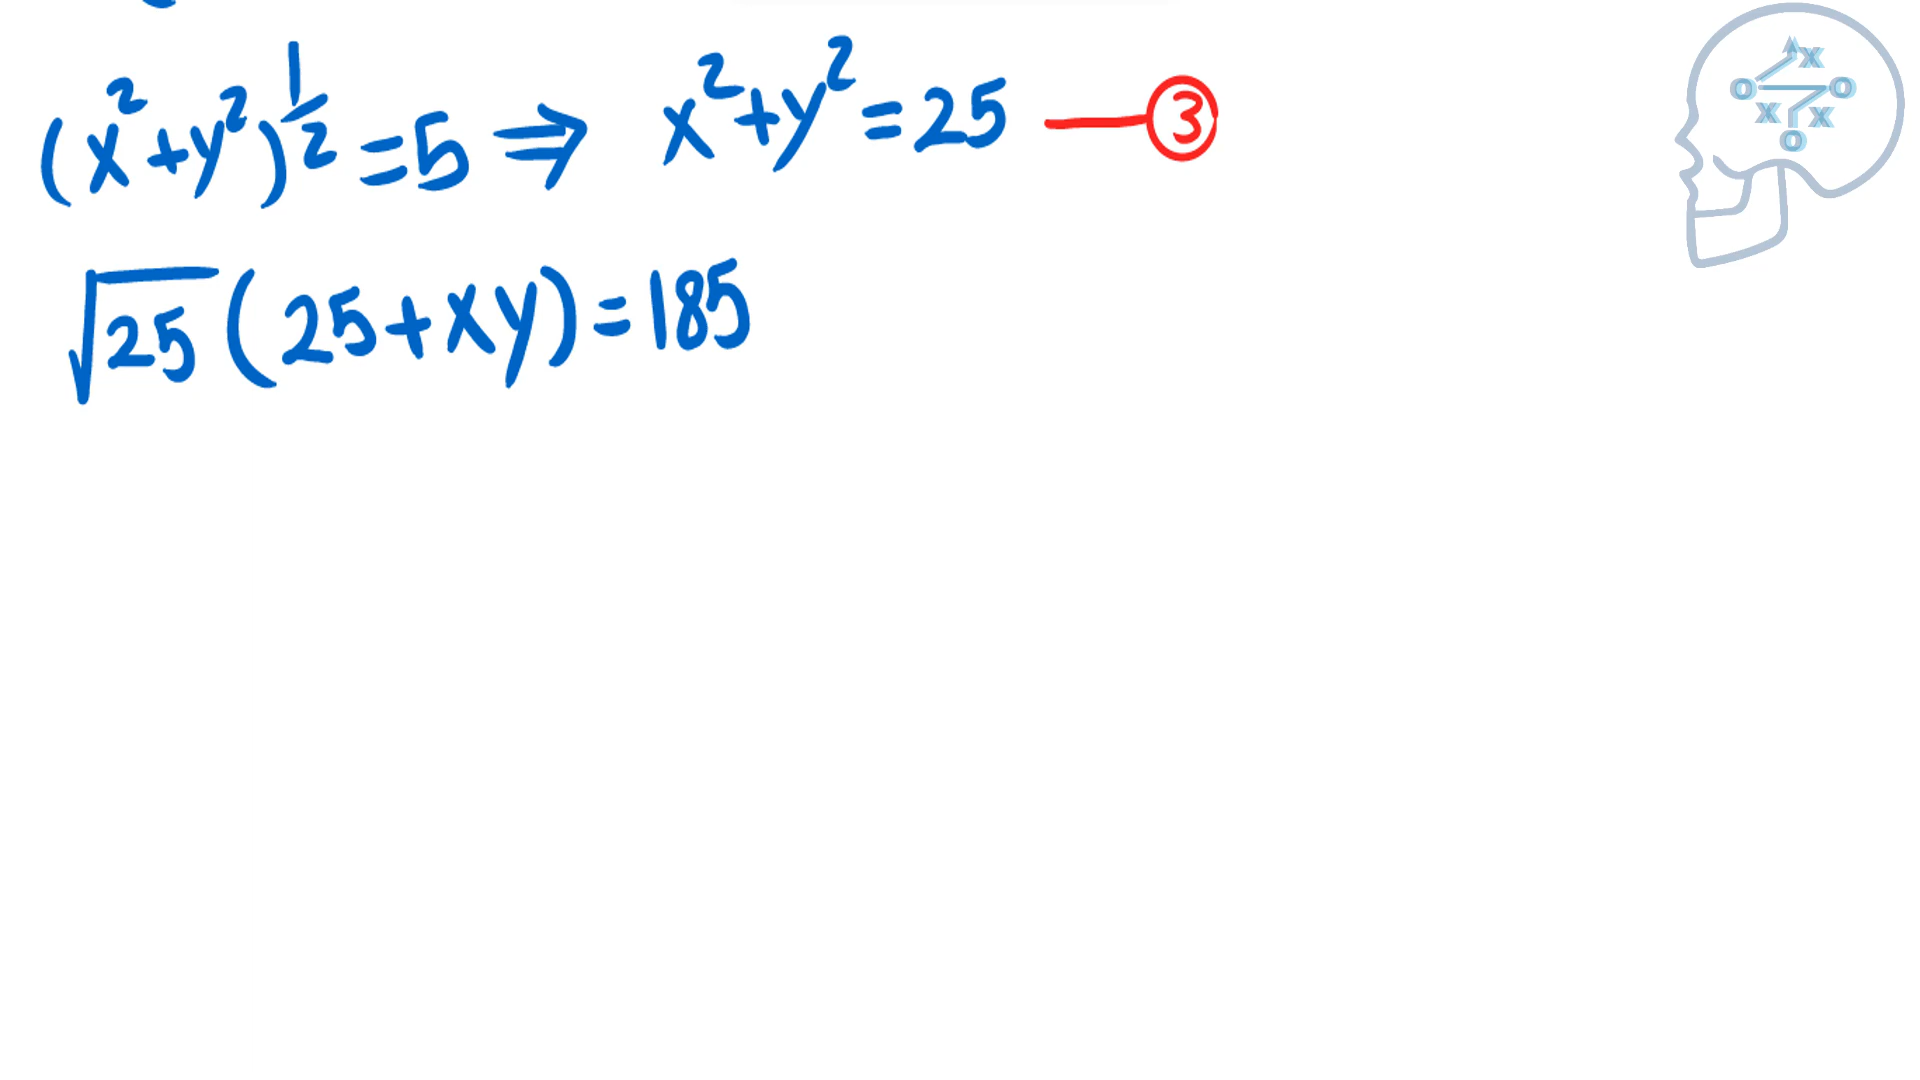 (x²+y²)^½ = 5 ⇒ x²+y² = 25 —③
√25 (25+xy) = 185
X
O O
X X
O